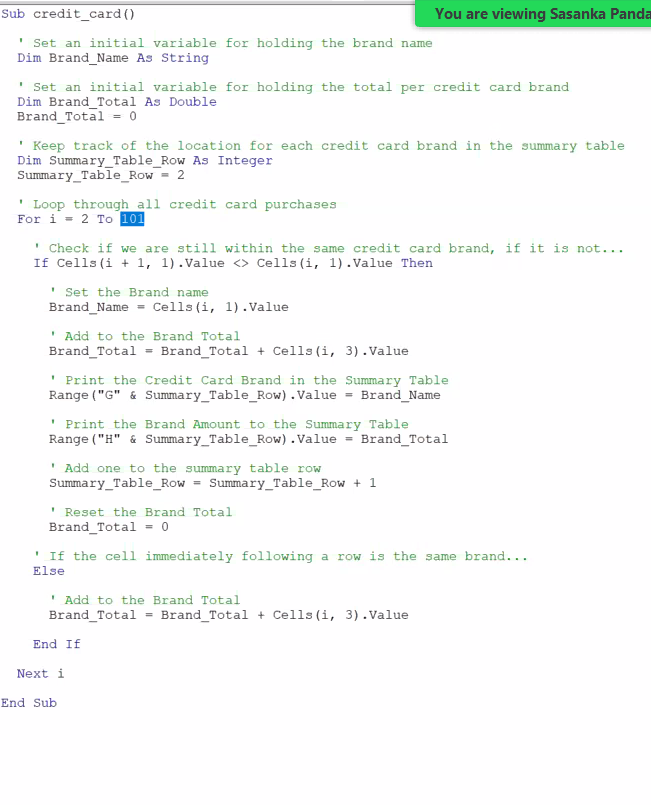 You are viewing Sasanka Panda
Sub credit_card()
' Set an initial variable for holding the brand name
Dim Brand_Name As String
' Set an initial variable for holding the total per credit card brand
Dim Brand_Total As Double
Brand_Total = 0
' Keep track of the location for each credit card brand in the summary table
Dim Summary_Table_Row As Integer
Summary_Table_Row = 2
' Loop through all credit card purchases
For i = 2 To 101
' Check if we are still within the same credit card brand, if it is not...
If Cells(i + 1, 1).Value <> Cells(i, 1).Value Then
' Set the Brand name
Brand_Name = Cells(i, 1).Value
' Add to the Brand Total
Brand_Total = Brand_Total + Cells(i, 3).Value
' Print the Credit Card Brand in the Summary Table
Range("G" & Summary_Table_Row).Value = Brand_Name
' Print the Brand Amount to the Summary Table
Range("H" & Summary_Table_Row).Value = Brand_Total
' Add one to the summary table row
Summary_Table_Row = Summary_Table_Row + 1
' Reset the Brand Total
Brand_Total = 0
' If the cell immediately following a row is the same brand...
Else
' Add to the Brand Total
Brand_Total = Brand_Total + Cells(i, 3).Value
End If
Next i
End Sub